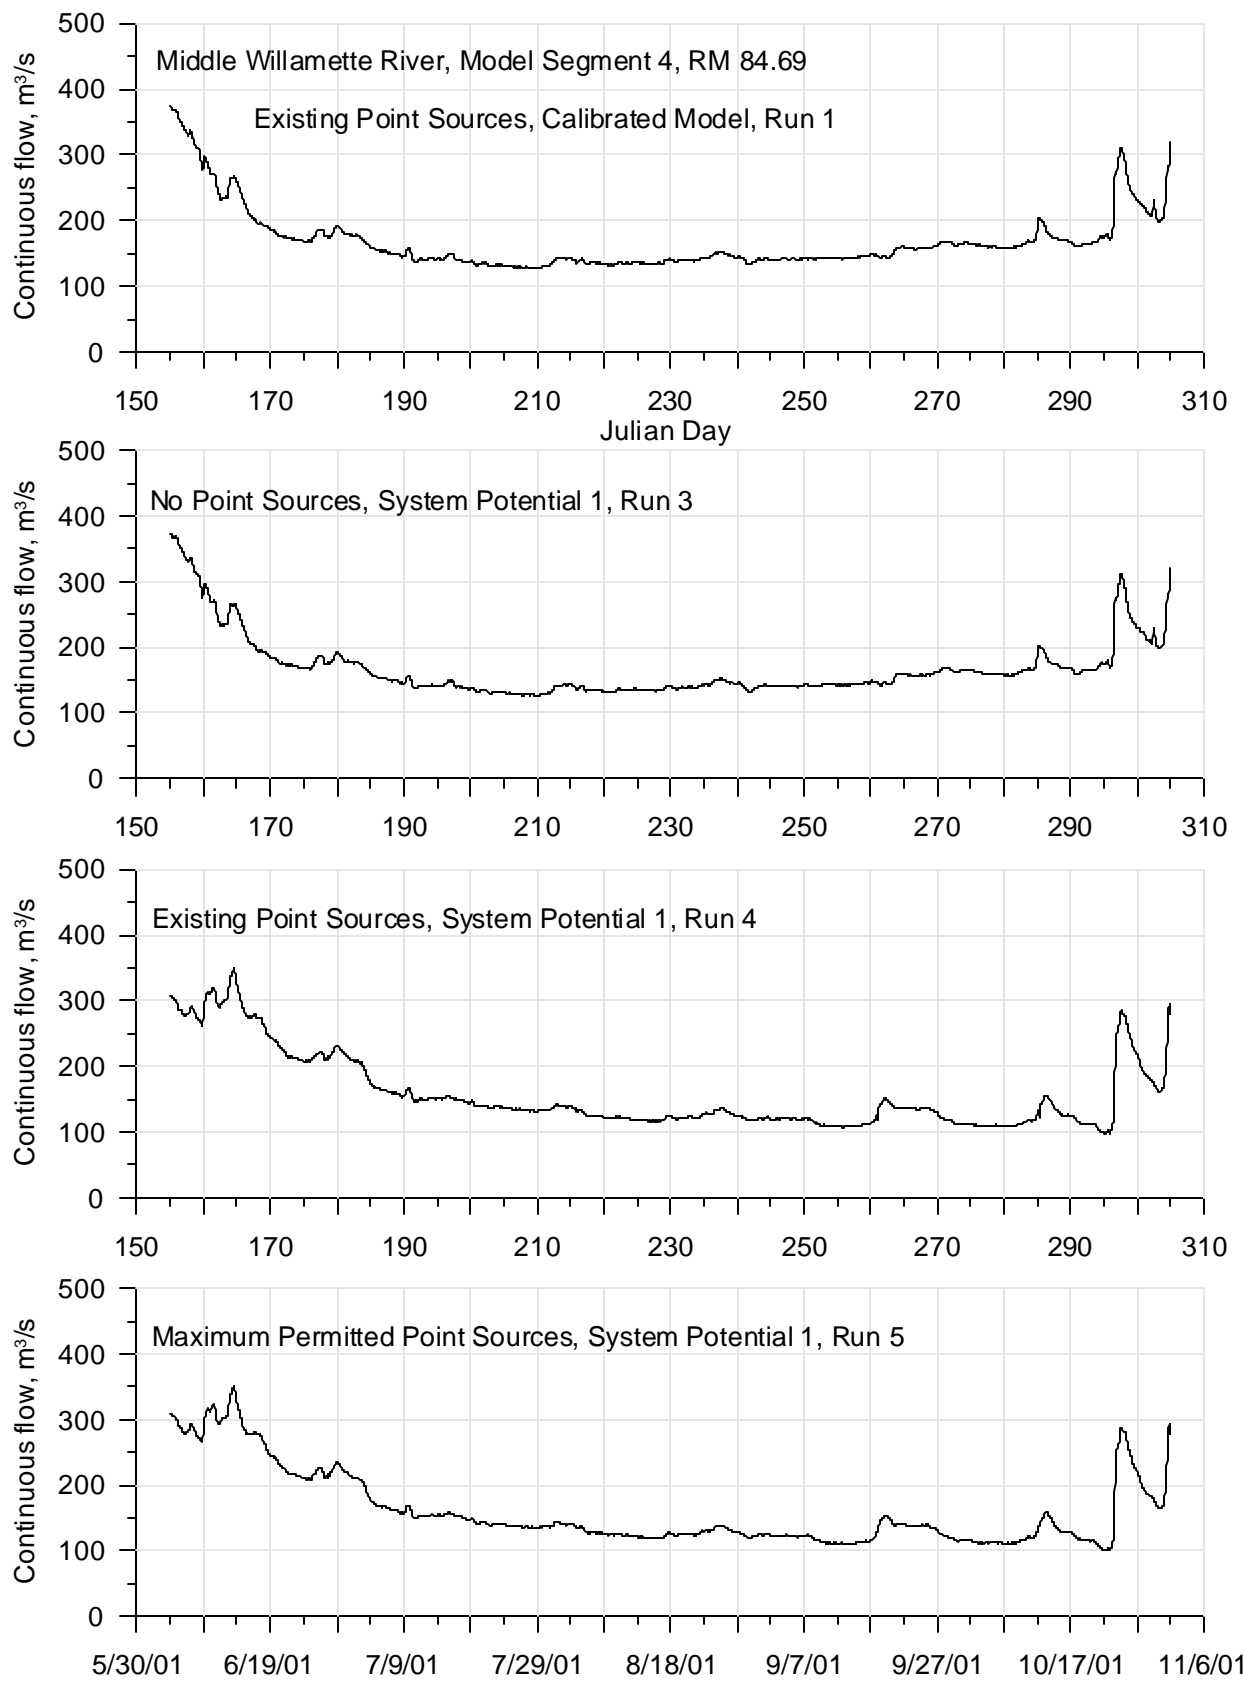 500
Middle Willamette River, Model Segment 4, RM 84.69
400
Existing Point Sources, Calibrated Model, Run 1
300
200
100
0
Continuous flow, m³/s
150 170 190 210 230 250 270 290 310
Julian Day
500
No Point Sources, System Potential 1, Run 3
400
300
200
100
0
Continuous flow, m³/s
150 170 190 210 230 250 270 290 310
500
Existing Point Sources, System Potential 1, Run 4
400
300
200
100
0
Continuous flow, m³/s
150 170 190 210 230 250 270 290 310
500
Maximum Permitted Point Sources, System Potential 1, Run 5
400
300
200
100
0
Continuous flow, m³/s
5/30/01 6/19/01 7/9/01 7/29/01 8/18/01 9/7/01 9/27/01 10/17/01 11/6/01